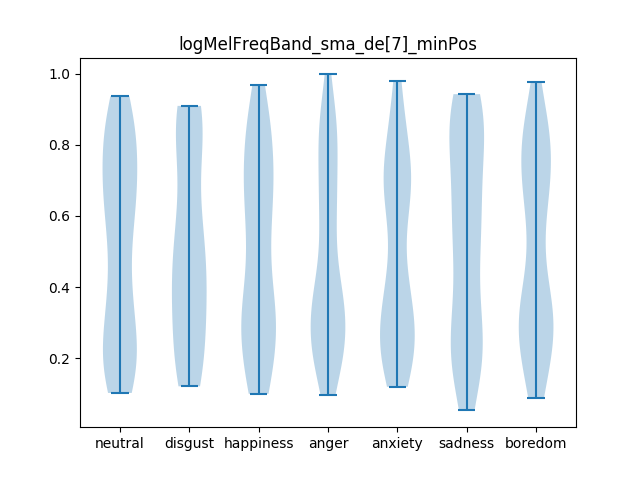 logMelFreqBand_sma_de[7]_minPos
1.0
0.8
0.6
0.4
0.2
neutral disgust happiness anger anxiety sadness boredom